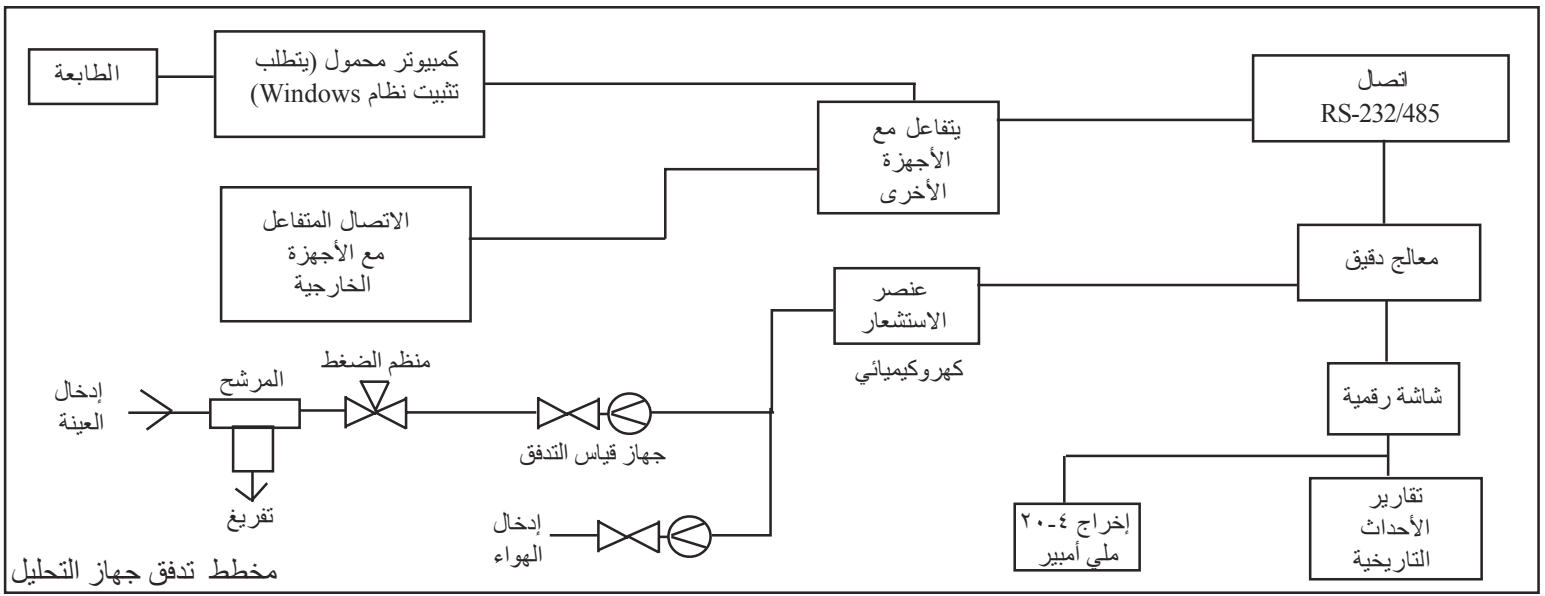 الطابعة
كمبيوتر محمول (يتطلب
تثبيت نظام Windows)
يتفاعل مع
الأجهزة
الأخرى
اتصال
RS-232/485
الاتصال المتفاعل
مع الأجهزة
الخارجية
معالج دقيق
عنصر
الاستشعار
كهروكيميائي
شاشة رقمية
إدخال
العينة
المرشح
منظم الضغط
جهاز قياس التدفق
تفريغ
إدخال
الهواء
إخراج ٤-٢٠
ملي أمبير
تقارير
الأحداث
التاريخية
مخطط تدفق جهاز التحليل